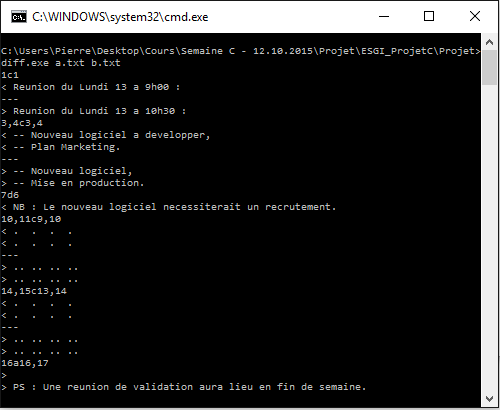 C:\WINDOWS\system32\cmd.exe
C:\Users\Pierre\Desktop\Cours\Semaine C - 12.10.2015\Projet\ESGI_ProjetC\Projet>
diff.exe a.txt b.txt
1c1
< Reunion du Lundi 13 a 9h00 :
---
> Reunion du Lundi 13 a 10h30 :
3,4c3,4
< -- Nouveau logiciel a developper,
< -- Plan Marketing.
---
> -- Nouveau logiciel,
> -- Mise en production.
7d6
< NB : Le nouveau logiciel necessiterait un recrutement.
10,11c9,10
< .  .  .  .
< .  .  .  .
---
> .. .. .. ..
> .. .. .. ..
14,15c13,14
< .  .  .  .
< .  .  .  .
---
> .. .. .. ..
> .. .. .. ..
16a16,17
>
> PS : Une reunion de validation aura lieu en fin de semaine.